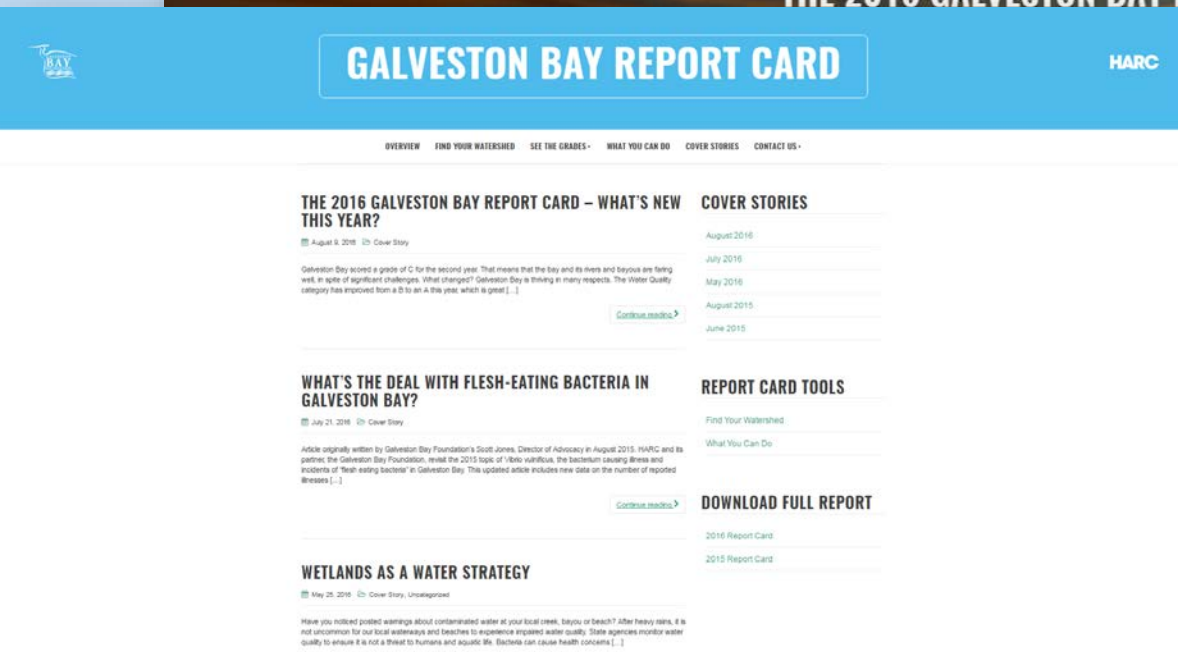 THE 2016 GALVESTON BAY
BAY
GALVESTON BAY REPORT CARD
HARC
OVERVIEW FIND YOUR WATERSHED SEE THE GRADES WHAT YOU CAN DO COVER STORIES CONTACT US
THE 2016 GALVESTON BAY REPORT CARD – WHAT'S NEW
THIS YEAR?
August 9, 2016 Cover Story
Galveston Bay scored a grade of C for the second year. That means that the bay and its rivers and bayous are faring
well, in spite of significant challenges. What changed? Galveston Bay is thriving in many respects. The Water Quality
category has improved from a B to an A this year, which is great […]
Continue reading
WHAT'S THE DEAL WITH FLESH-EATING BACTERIA IN
GALVESTON BAY?
July 21, 2016 Cover Story
Article originally written by Galveston Bay Foundation's Scott Jones, Director of Advocacy in August 2015. HARC and its
partner, the Galveston Bay Foundation, revisit the 2015 topic of Vibrio vulnificus, the bacterium causing illness and
incidents of "flesh eating bacteria" in Galveston Bay. This updated article includes new data on the number of reported
illnesses […]
Continue reading
WETLANDS AS A WATER STRATEGY
May 25, 2016 Cover Story, Uncategorized
Have you noticed posted warnings about contaminated water at your local creek, bayou or beach? After heavy rains, it is
not uncommon for our local waterways and beaches to experience impaired water quality. State agencies monitor water
quality to ensure it is not a threat to humans and aquatic life. Bacteria can cause health concerns […]
COVER STORIES
August 2016
July 2016
May 2016
August 2015
June 2015
REPORT CARD TOOLS
Find Your Watershed
What You Can Do
DOWNLOAD FULL REPORT
2016 Report Card
2015 Report Card